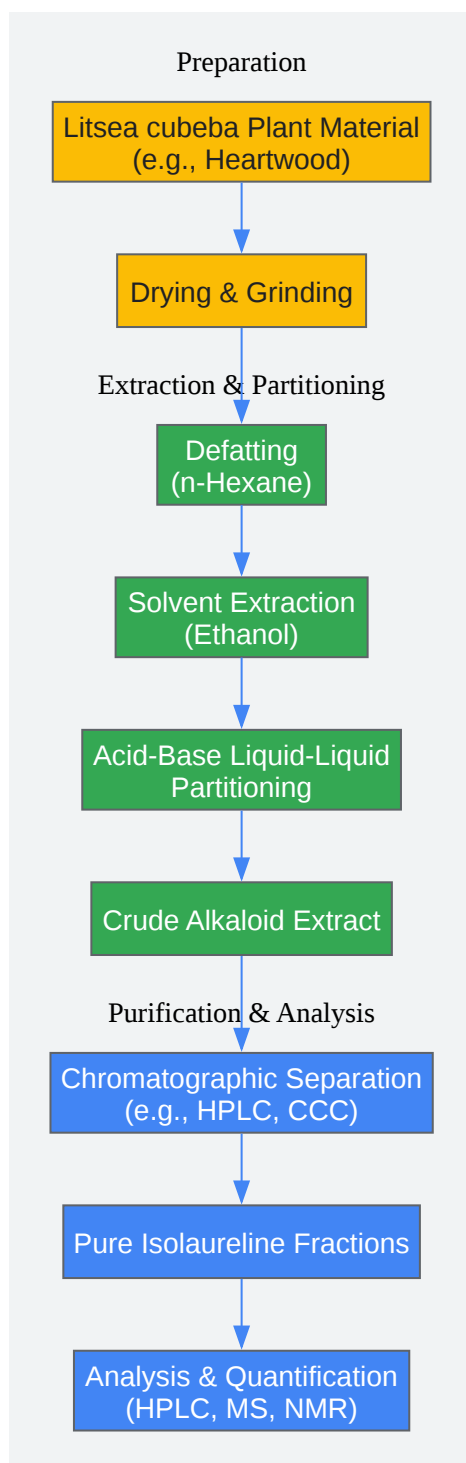 Preparation
Litsea cubeba Plant Material
(e.g., Heartwood)
Drying & Grinding
Extraction & Partitioning
Defatting
(n-Hexane)
Solvent Extraction
(Ethanol)
Acid-Base Liquid-Liquid
Partitioning
Crude Alkaloid Extract
Purification & Analysis
Chromatographic Separation
(e.g., HPLC, CCC)
Pure Isolaureline Fractions
Analysis & Quantification
(HPLC, MS, NMR)